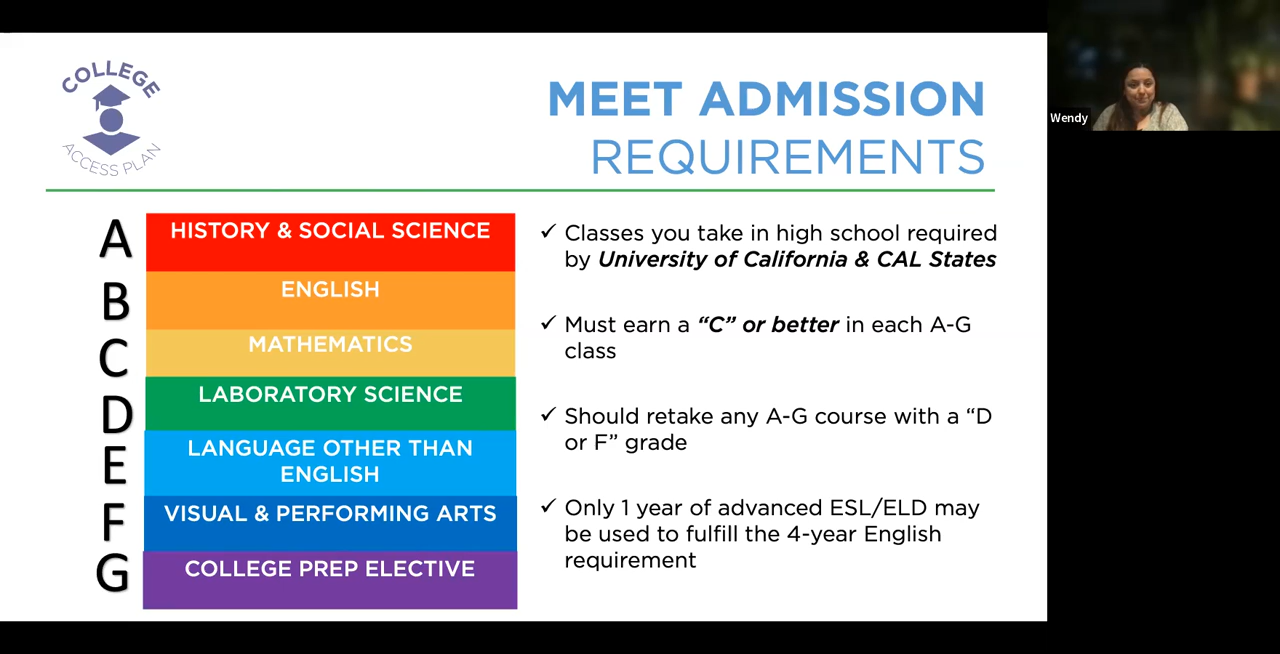 COLLEGE
ACCESS PLAN
MEET ADMISSION
REQUIREMENTS
Wendy
A
HISTORY & SOCIAL SCIENCE
B
ENGLISH
C
MATHEMATICS
D
LABORATORY SCIENCE
E
LANGUAGE OTHER THAN
ENGLISH
F
VISUAL & PERFORMING ARTS
G
COLLEGE PREP ELECTIVE
✓ Classes you take in high school required
by University of California & CAL States
✓ Must earn a “C” or better in each A-G
class
✓ Should retake any A-G course with a “D
or F” grade
✓ Only 1 year of advanced ESL/ELD may
be used to fulfill the 4-year English
requirement